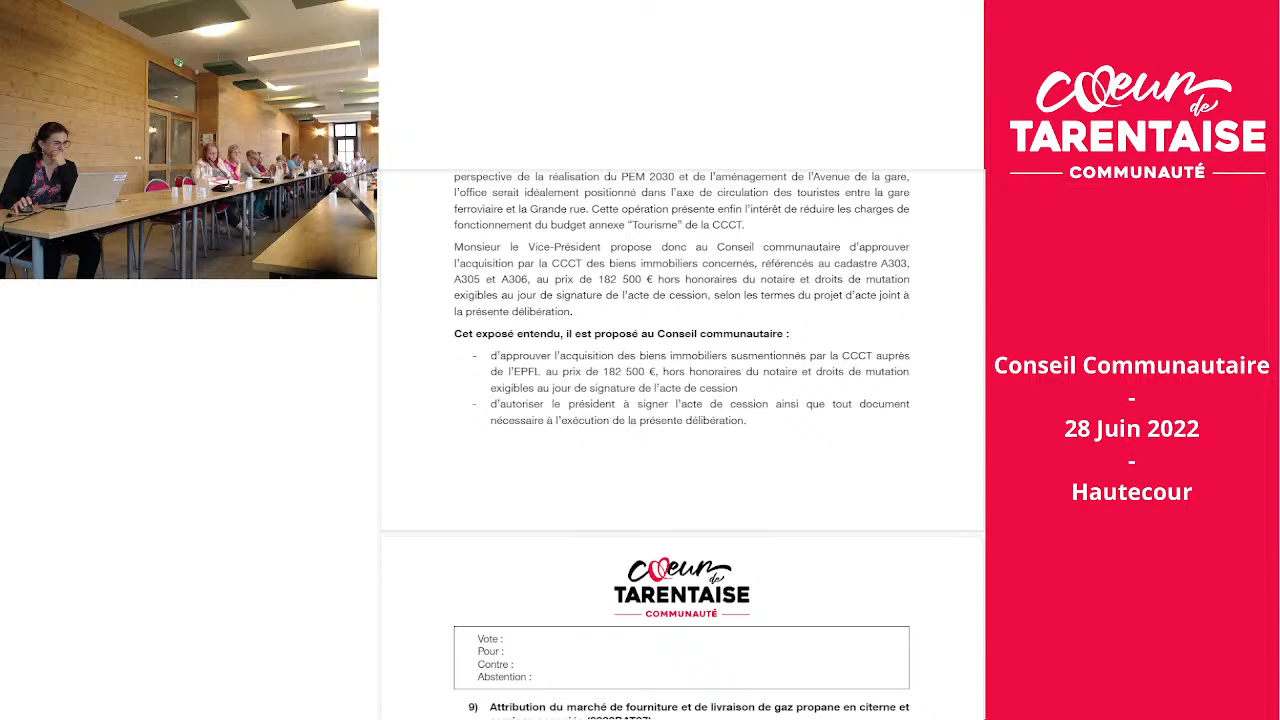 perspective de la réalisation du PEM 2030 et de l'aménagement de l'Avenue de la gare,
l'office serait idéalement positionné dans l'axe de circulation des touristes entre la gare
ferroviaire et la Grande rue. Cette opération présente enfin l'intérêt de réduire les charges de
fonctionnement du budget annexe “Tourisme” de la CCCT.
Monsieur le Vice-Président propose donc au Conseil communautaire d'approuver
l'acquisition par la CCCT des biens immobiliers concernés, référencés au cadastre A303,
A305 et A306, au prix de 182 500 € hors honoraires du notaire et droits de mutation
exigibles au jour de signature de l'acte de cession, selon les termes du projet d'acte joint à
la présente délibération.
Cet exposé entendu, il est proposé au Conseil communautaire :
- d'approuver l'acquisition des biens immobiliers susmentionnés par la CCCT auprès
de l'EPFL au prix de 182 500 €, hors honoraires du notaire et droits de mutation
exigibles au jour de signature de l'acte de cession
- d'autoriser le président à signer l'acte de cession ainsi que tout document
nécessaire à l'exécution de la présente délibération.
Cœur
de
TARENTAISE
COMMUNAUTÉ
Vote :
Pour :
Contre :
Abstention :
9) Attribution du marché de fourniture et de livraison de gaz propane en citerne et
Cœur
de
TARENTAISE
COMMUNAUTÉ
Conseil Communautaire
-
28 Juin 2022
-
Hautecour